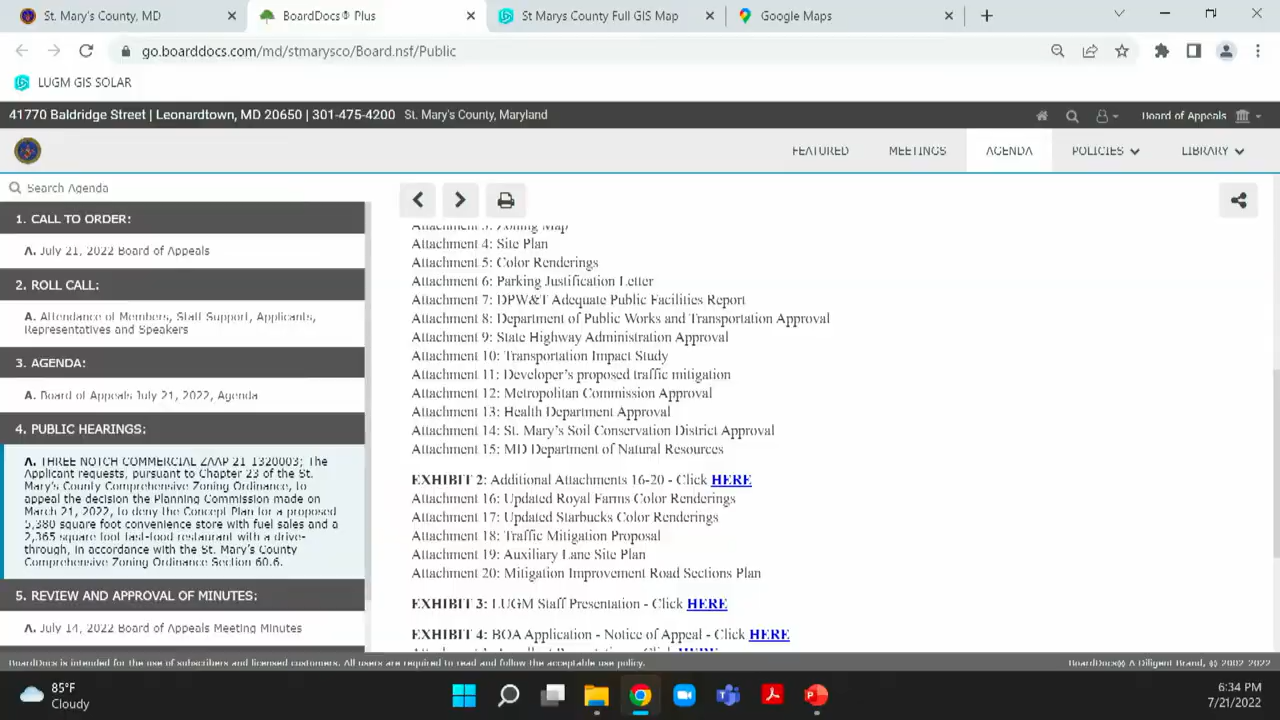 St. Mary's County, MD
BoardDocs® Plus
St Marys County Full GIS Map
Google Maps
go.boarddocs.com/md/stmarysco/Board.nsf/Public
LUGM GIS SOLAR
41770 Baldridge Street | Leonardtown, MD 20650 | 301-475-4200 St. Mary's County, Maryland
Board of Appeals
FEATURED
MEETINGS
AGENDA
POLICIES
LIBRARY
Search Agenda
1. CALL TO ORDER:
A. July 21, 2022 Board of Appeals
2. ROLL CALL:
A. Attendance of Members, Staff Support, Applicants,
Representatives and Speakers
3. AGENDA:
A. Board of Appeals July 21, 2022, Agenda
4. PUBLIC HEARINGS:
A. THREE NOTCH COMMERCIAL ZAAP 21-1320003; The
Applicant requests, pursuant to Chapter 23 of the St.
Mary's County Comprehensive Zoning Ordinance, to
appeal the decision the Planning Commission made on
March 21, 2022, to deny the Concept Plan for a proposed
5,380 square foot convenience store with fuel sales and a
2,365 square foot fast-food restaurant with a drive-
through, in accordance with the St. Mary's County
Comprehensive Zoning Ordinance Section 60.6.
5. REVIEW AND APPROVAL OF MINUTES:
A. July 14, 2022 Board of Appeals Meeting Minutes
Attachment 3: Zoning Map
Attachment 4: Site Plan
Attachment 5: Color Renderings
Attachment 6: Parking Justification Letter
Attachment 7: DPW&T Adequate Public Facilities Report
Attachment 8: Department of Public Works and Transportation Approval
Attachment 9: State Highway Administration Approval
Attachment 10: Transportation Impact Study
Attachment 11: Developer's proposed traffic mitigation
Attachment 12: Metropolitan Commission Approval
Attachment 13: Health Department Approval
Attachment 14: St. Mary's Soil Conservation District Approval
Attachment 15: MD Department of Natural Resources
EXHIBIT 2: Additional Attachments 16-20 - Click HERE
Attachment 16: Updated Royal Farms Color Renderings
Attachment 17: Updated Starbucks Color Renderings
Attachment 18: Traffic Mitigation Proposal
Attachment 19: Auxiliary Lane Site Plan
Attachment 20: Mitigation Improvement Road Sections Plan
EXHIBIT 3: LUGM Staff Presentation - Click HERE
EXHIBIT 4: BOA Application - Notice of Appeal - Click HERE
BoardDocs is intended for the use of subscribers and licensed customers. All users are required to read and follow the acceptable use policy.
BoardDocs® A Diligent Brand, © 2002-2022
85°F
Cloudy
6:34 PM
7/21/2022